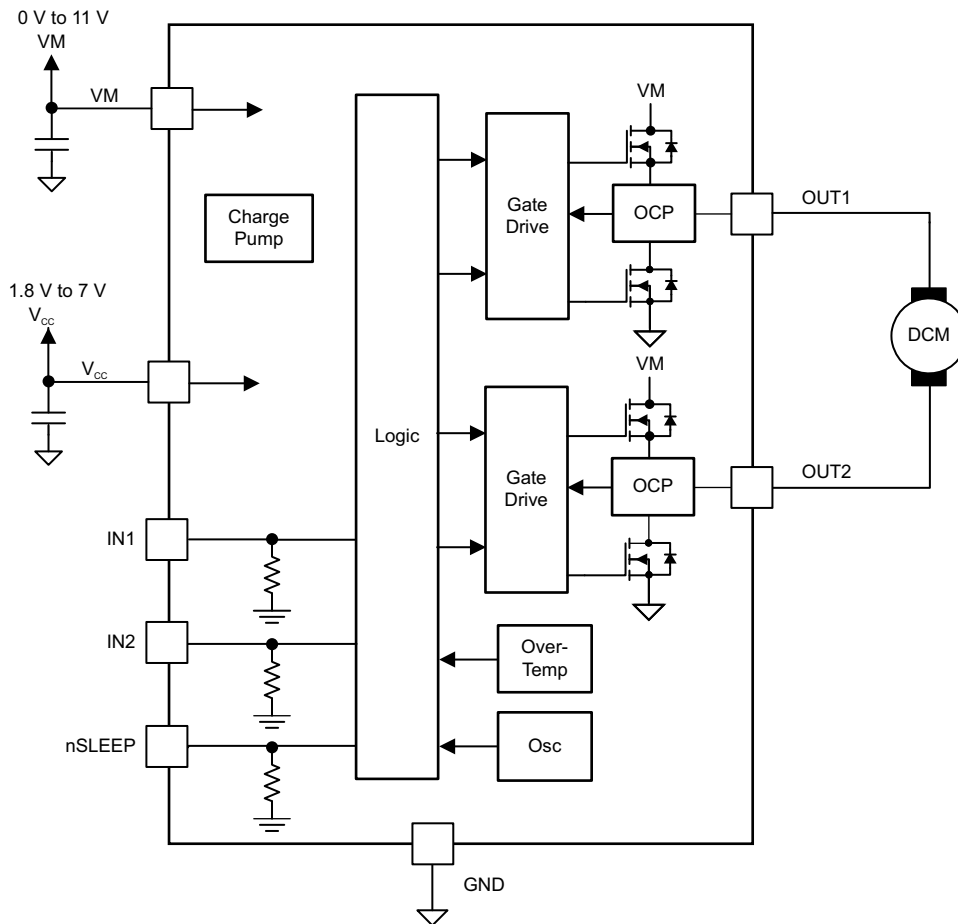 0 V to 11 V
VM
VM
Charge
Pump
1.8 V to 7 V
VCC
VCC
IN1
IN2
nSLEEP
Logic
Gate
Drive
VM
OCP
OUT1
DCM
Gate
Drive
VM
OCP
OUT2
Over-
Temp
Osc
GND